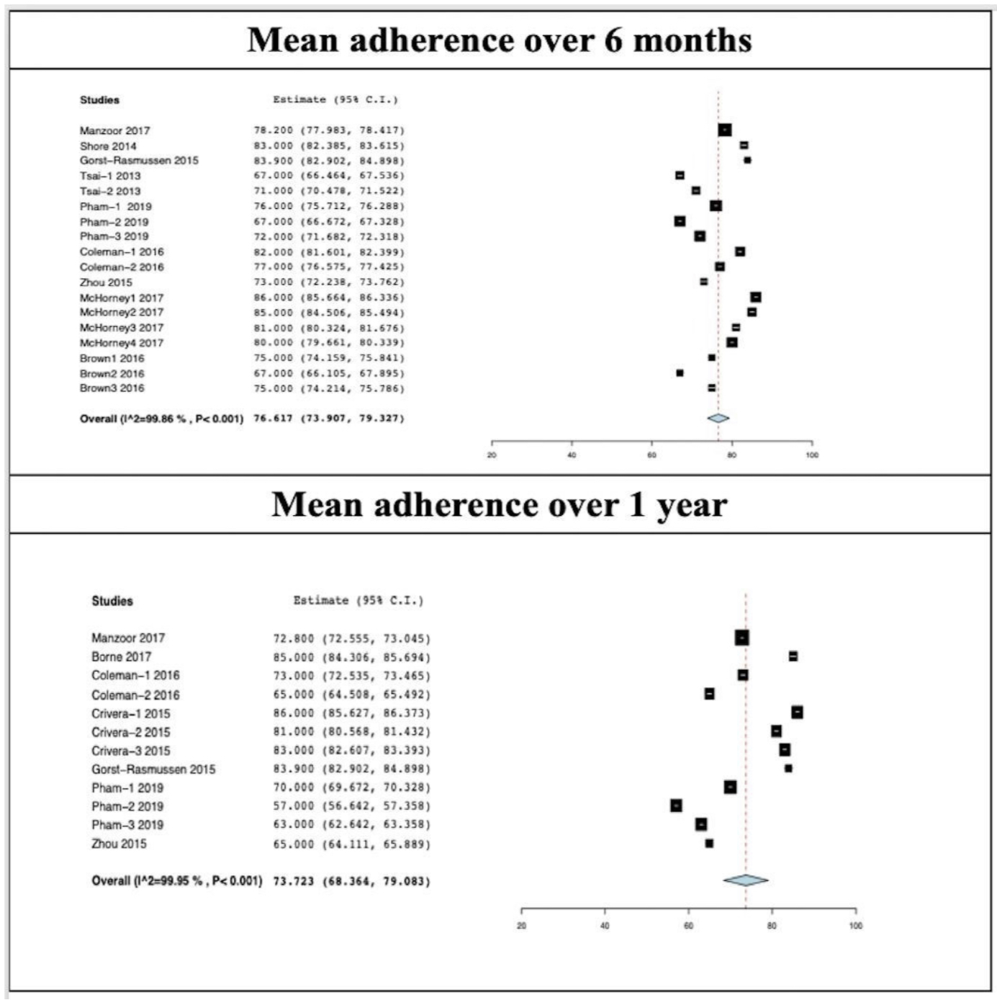 Mean adherence over 6 months
Studies Estimate (95% C.I.)
Manzoor 2017 78.200 (77.983, 78.417)
Shore 2014 83.000 (82.385, 83.615)
Gorst-Rasmussen 2015 83.900 (82.902, 84.898)
Tsai-1 2013 67.000 (66.464, 67.536)
Tsai-2 2013 71.000 (70.478, 71.522)
Pham-1 2019 76.000 (75.712, 76.288)
Pham-2 2019 67.000 (66.672, 67.328)
Pham-3 2019 72.000 (71.682, 72.318)
Coleman-1 2016 82.000 (81.601, 82.399)
Coleman-2 2016 77.000 (76.575, 77.425)
Zhou 2015 73.000 (72.238, 73.762)
McHorney1 2017 86.000 (85.664, 86.336)
McHorney2 2017 85.000 (84.506, 85.494)
McHorney3 2017 81.000 (80.324, 81.676)
McHorney4 2017 80.000 (79.661, 80.339)
Brown1 2016 75.000 (74.159, 75.841)
Brown2 2016 67.000 (66.105, 67.895)
Brown3 2016 75.000 (74.214, 75.786)
Overall (I^2=99.86 % , P< 0.001) 76.617 (73.907, 79.327)
20 40 60 80 100
Mean adherence over 1 year
Studies Estimate (95% C.I.)
Manzoor 2017 72.800 (72.555, 73.045)
Borne 2017 85.000 (84.306, 85.694)
Coleman-1 2016 73.000 (72.535, 73.465)
Coleman-2 2016 65.000 (64.508, 65.492)
Crivera-1 2015 86.000 (85.627, 86.373)
Crivera-2 2015 81.000 (80.568, 81.432)
Crivera-3 2015 83.000 (82.607, 83.393)
Gorst-Rasmussen 2015 83.900 (82.902, 84.898)
Pham-1 2019 70.000 (69.672, 70.328)
Pham-2 2019 57.000 (56.642, 57.358)
Pham-3 2019 63.000 (62.642, 63.358)
Zhou 2015 65.000 (64.111, 65.889)
Overall (I^2=99.95 % , P< 0.001) 73.723 (68.364, 79.083)
20 40 60 80 100